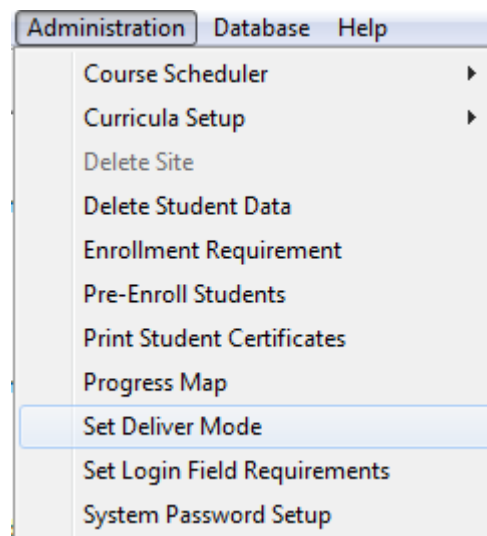 Administration Database Help
Course Scheduler
Curricula Setup
Delete Site
Delete Student Data
Enrollment Requirement
Pre-Enroll Students
Print Student Certificates
Progress Map
Set Deliver Mode
Set Login Field Requirements
System Password Setup